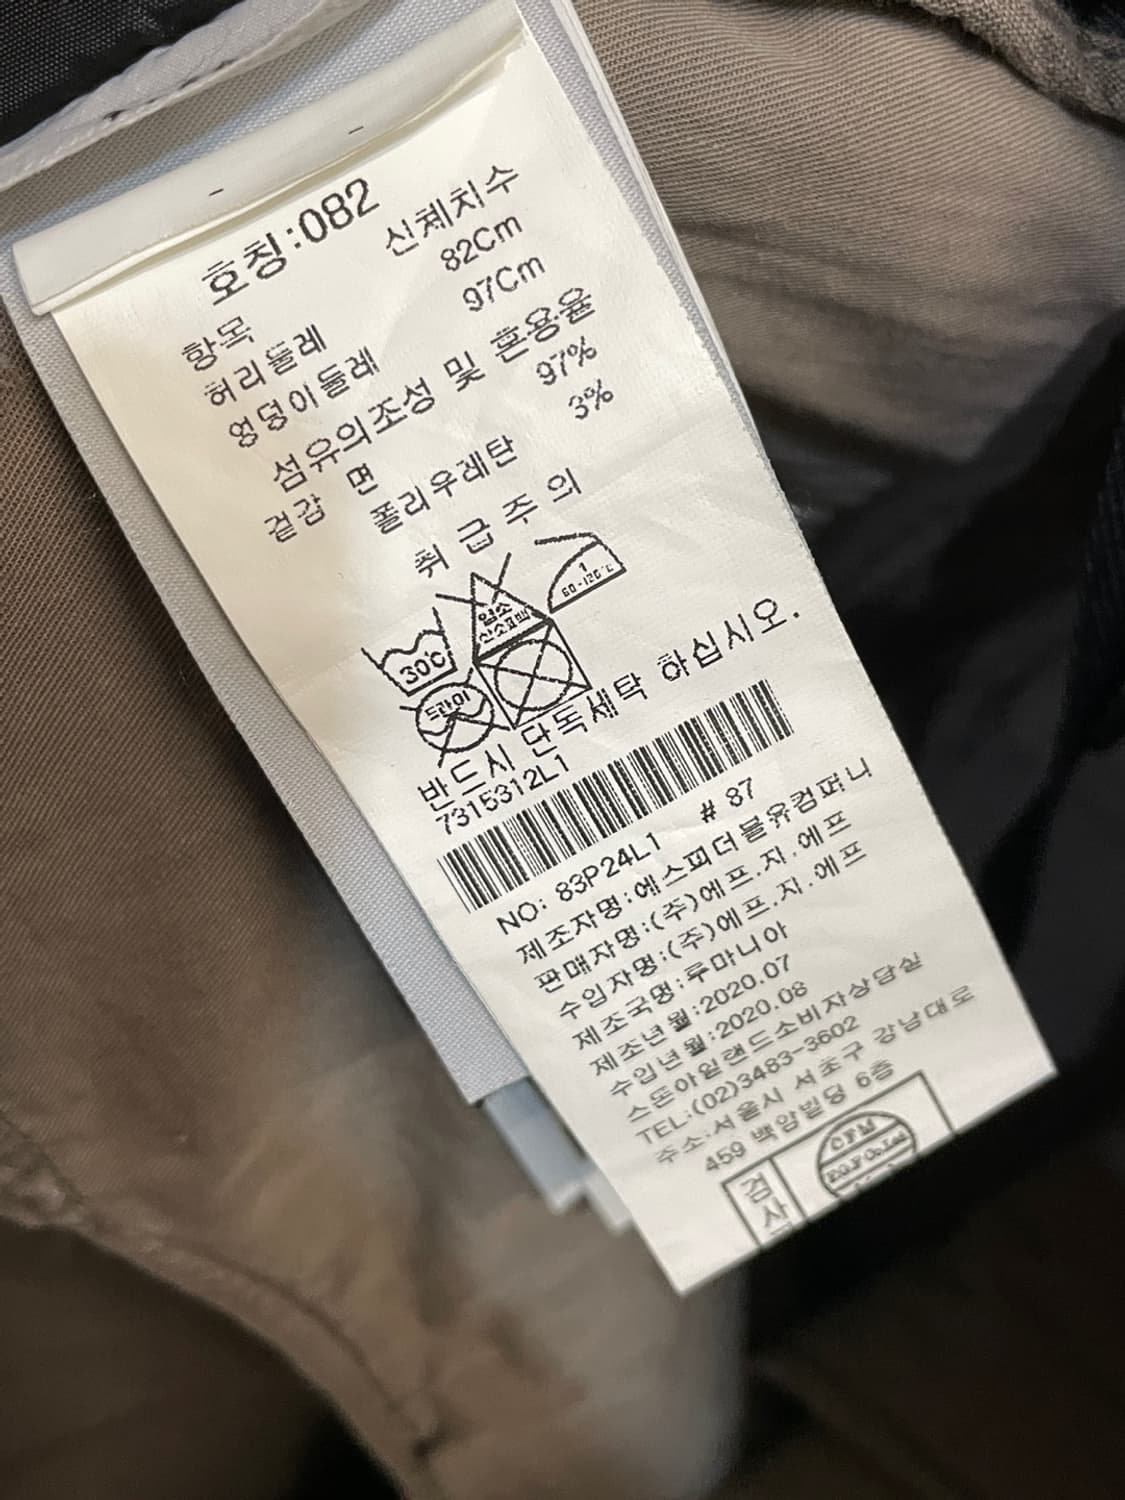 호칭:082
항목 신체치수
허리둘레 82Cm
엉덩이둘레 97Cm
섬유의조성 및 혼용율
겉감 면 97%
폴리우레탄 3%
취급주의
30℃
염소
산소표백
1
60-120℃
드라이
반드시 단독세탁 하십시오.
7315312L1
NO: 83P24L1 # 87
제조자명:에스피더블유컴퍼니
판매자명:(주)에프.지.에프
수입자명:(주)에프.지.에프
제조국명:루마니아
제조년월:2020.07
수입년월:2020.08
스톤아일랜드소비자상담실
TEL:(02)3483-3602
주소:서울시 서초구 강남대로
459 백암빌딩 6층
검사